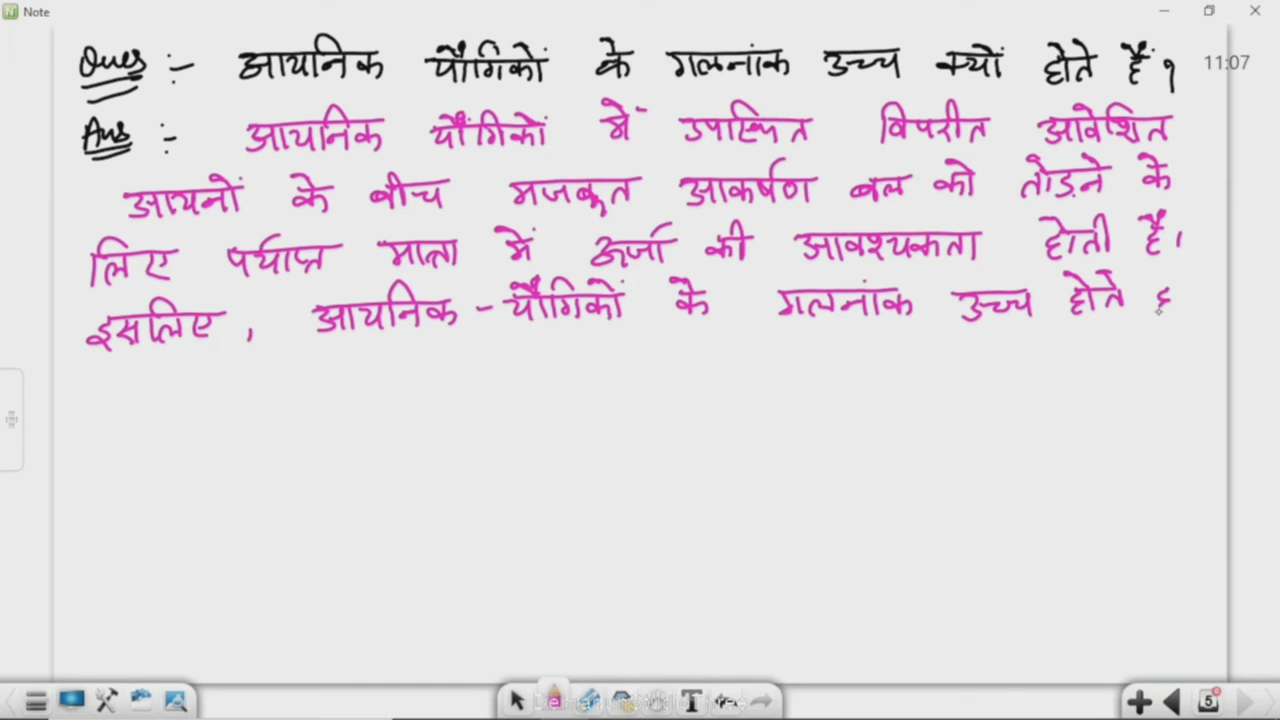 Note
Ques :- आयनिक यौगिकों के गलनांक उच्च क्यों होते हैं?
11:07
Ans :- आयनिक यौगिकों में उपस्थित विपरीत आवेशित
आयनों के बीच मजबूत आकर्षण बल को तोड़ने के
लिए पर्याप्त मात्रा में ऊर्जा की आवश्यकता होती है।
इसलिए, आयनिक-यौगिकों के गलनांक उच्च होते
5